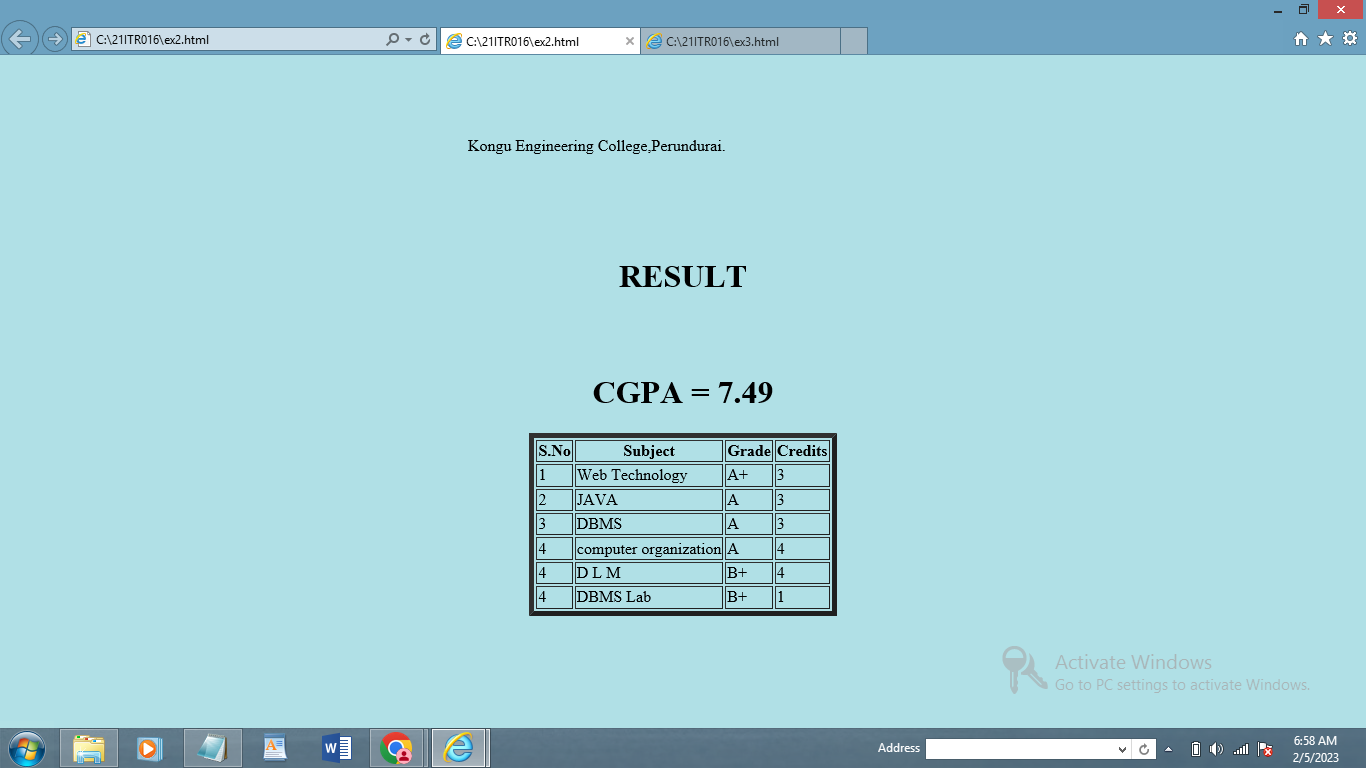 C:\21ITR016\ex2.html
C:\21ITR016\ex2.html
C:\21ITR016\ex3.html
Kongu Engineering College,Perundurai.
RESULT
CGPA = 7.49
S.No Subject Grade Credits
1 Web Technology A+ 3
2 JAVA A 3
3 DBMS A 3
4 computer organization A 4
4 D L M B+ 4
4 DBMS Lab B+ 1
Activate Windows
Go to PC settings to activate Windows.
Address
6:58 AM
2/5/2023